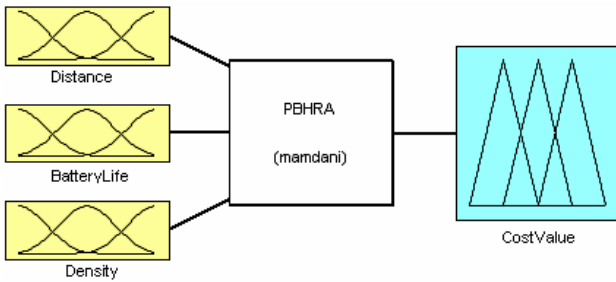 Distance
BatteryLife
Density
PBHRA
(mamdani)
CostValue